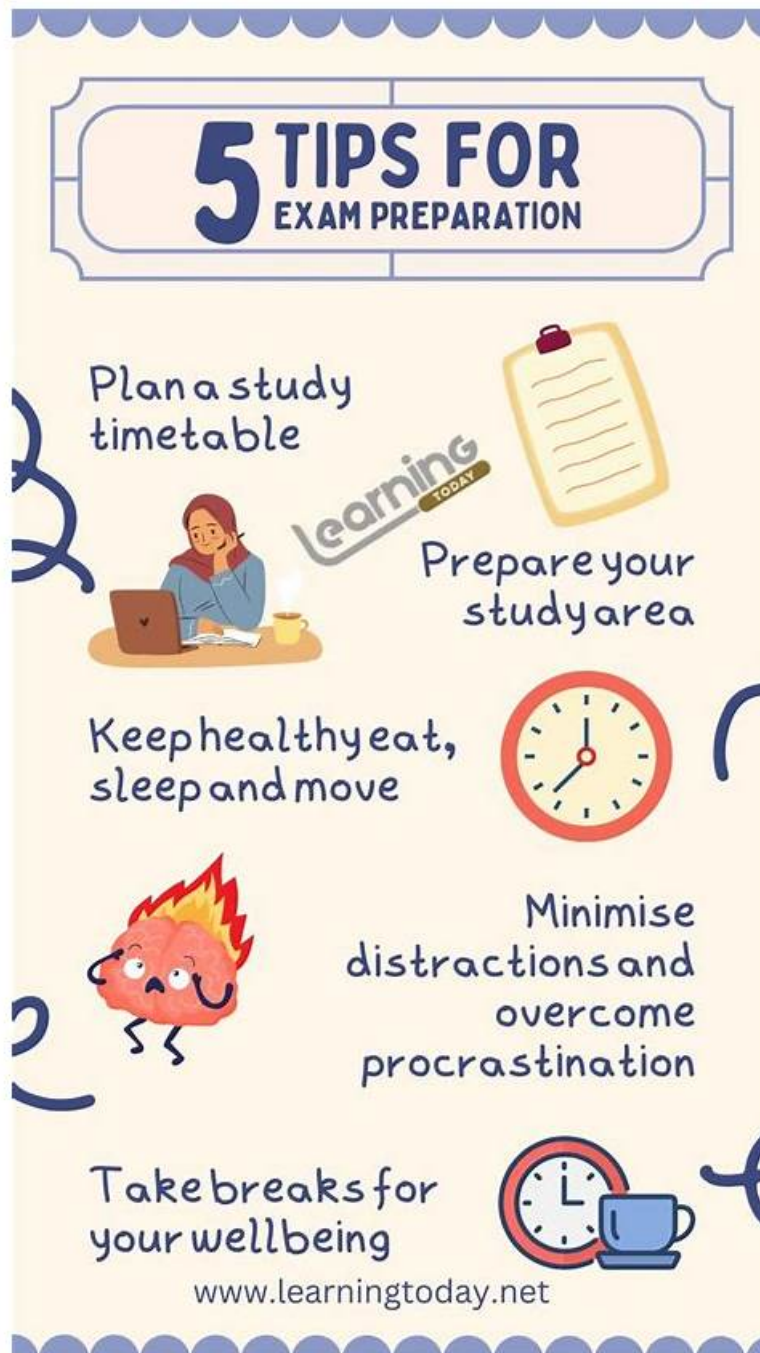 5 TIPS FOR
EXAM PREPARATION
Plan a study
timetable
Learning
TODAY
Prepare your
study area
Keep healthy eat,
sleep and move
Minimise
distractions and
overcome
procrastination
Take breaks for
your wellbeing
www.learningtoday.net